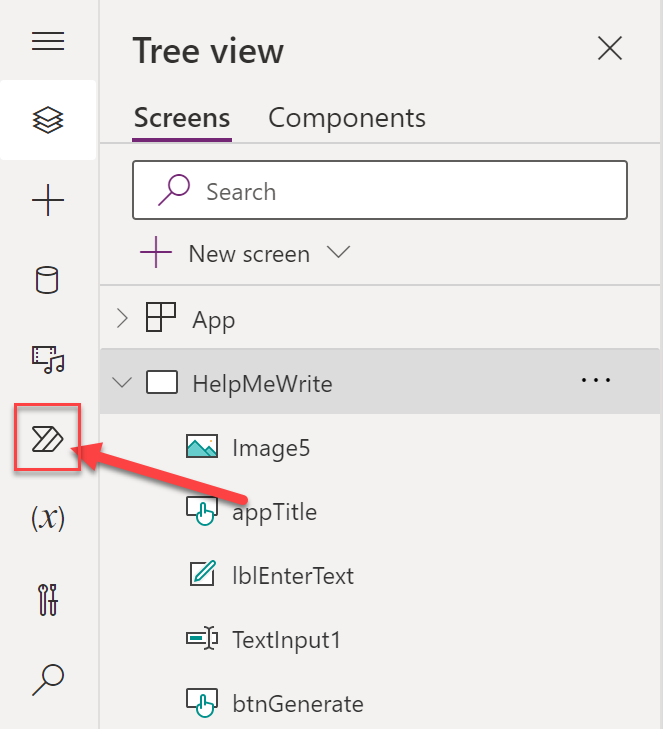 Tree view
Screens Components
Search
New screen
App
HelpMeWrite
Image5
appTitle
lblEnterText
(x)
TextInput1
btnGenerate